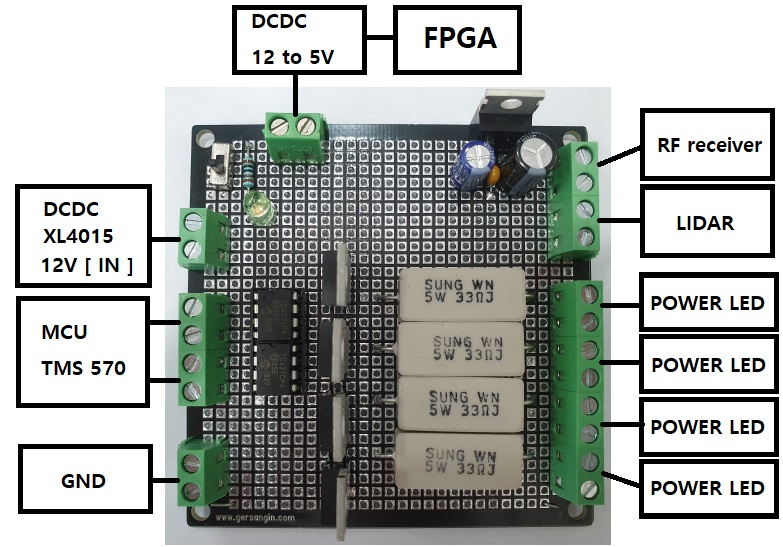 DCDC
12 to 5V
FPGA
RF receiver
LIDAR
DCDC
XL4015
12V [ IN ]
MCU
TMS 570
GND
POWER LED
POWER LED
POWER LED
POWER LED
SUNG WN
5W 33ΩJ
SUNG WN
5W 33ΩJ
SUNG WN
5W 33ΩJ
SUNG WN
5W 33ΩJ
www.gersangin.com